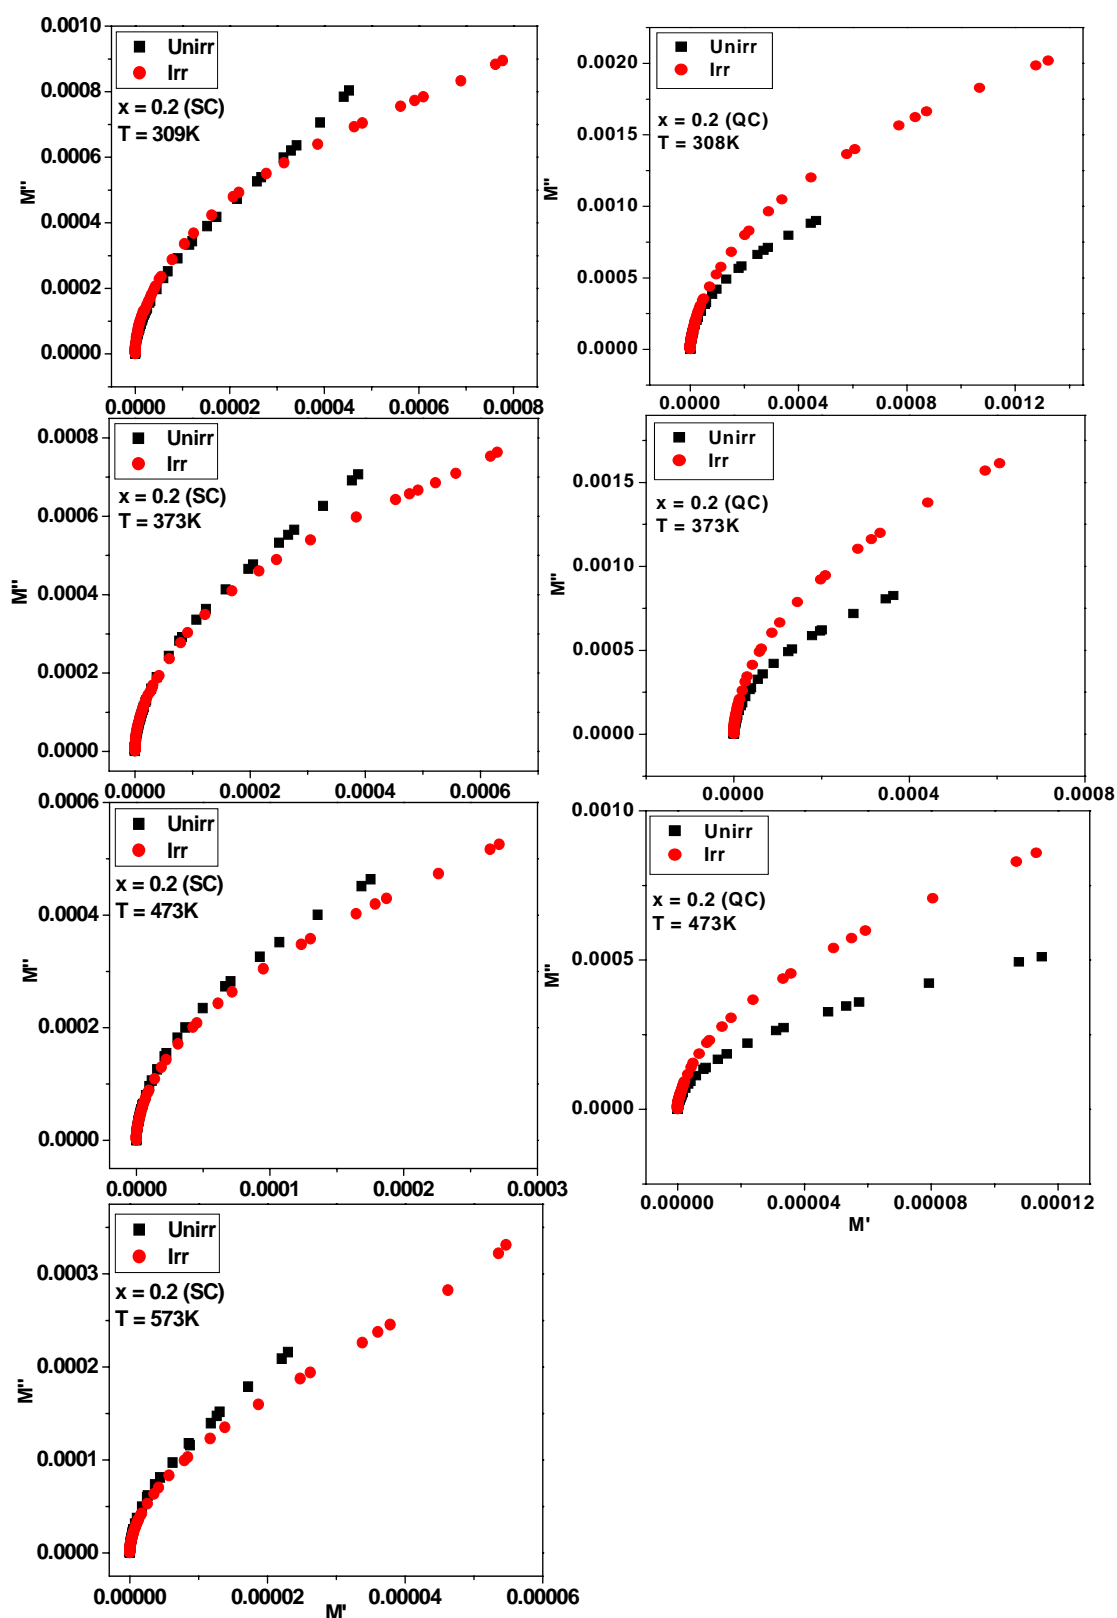 0.0010
0.0008
0.0006
0.0004
0.0002
0.0000
M''
Unirr
Irr
x = 0.2 (SC)
T = 309K
0.0000 0.0002 0.0004 0.0006 0.0008
0.0020
0.0015
0.0010
0.0005
0.0000
M''
Unirr
Irr
x = 0.2 (QC)
T = 308K
0.0000 0.0004 0.0008 0.0012
0.0008
0.0006
0.0004
0.0002
0.0000
M''
Unirr
Irr
x = 0.2 (SC)
T = 373K
0.0000 0.0002 0.0004 0.0006
0.0015
0.0010
0.0005
0.0000
M''
Unirr
Irr
x = 0.2 (QC)
T = 373K
0.0000 0.0004 0.0008
0.0006
0.0004
0.0002
0.0000
M''
Unirr
Irr
x = 0.2 (SC)
T = 473K
0.0000 0.0001 0.0002 0.0003
0.0010
0.0005
0.0000
M''
Unirr
Irr
x = 0.2 (QC)
T = 473K
0.00000 0.00004 0.00008 0.00012
M'
0.0003
0.0002
0.0001
0.0000
M''
Unirr
Irr
x = 0.2 (SC)
T = 573K
0.00000 0.00002 0.00004 0.00006
M'